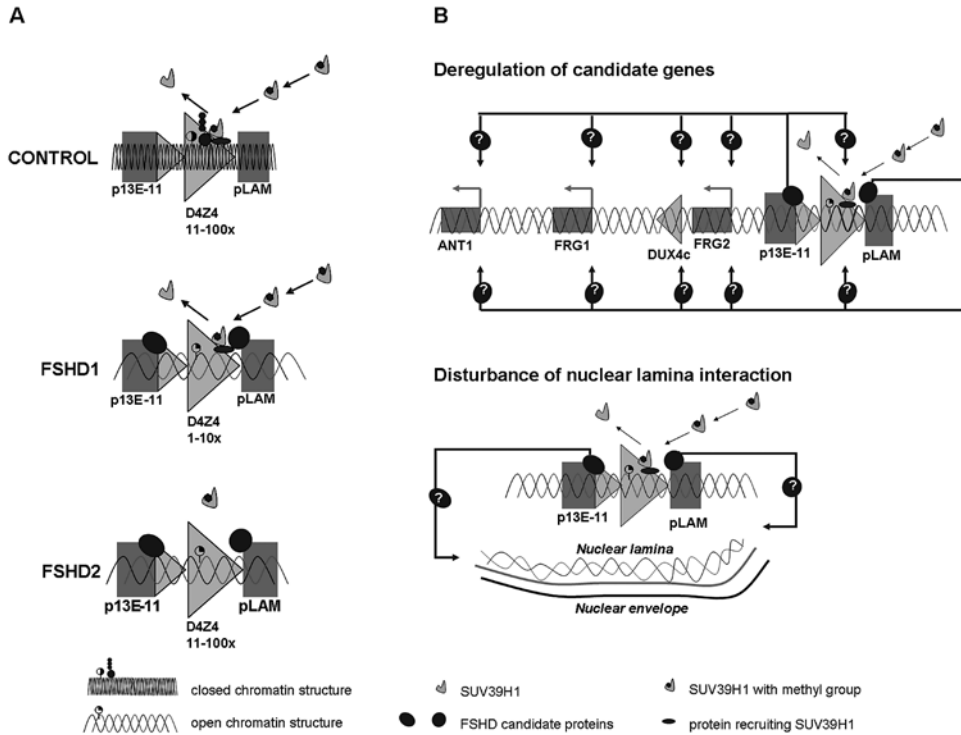 A
CONTROL
p13E-11
pLAM
D4Z4
11-100x
FSHD1
p13E-11
pLAM
D4Z4
1-10x
FSHD2
p13E-11
pLAM
D4Z4
11-100x
B
Deregulation of candidate genes
? ? ? ? ?
ANT1
FRG1
DUX4c
FRG2
p13E-11
pLAM
? ? ? ? ?
Disturbance of nuclear lamina interaction
p13E-11
pLAM
? ?
Nuclear lamina
Nuclear envelope
closed chromatin structure
open chromatin structure
SUV39H1
FSHD candidate proteins
SUV39H1 with methyl group
protein recruiting SUV39H1